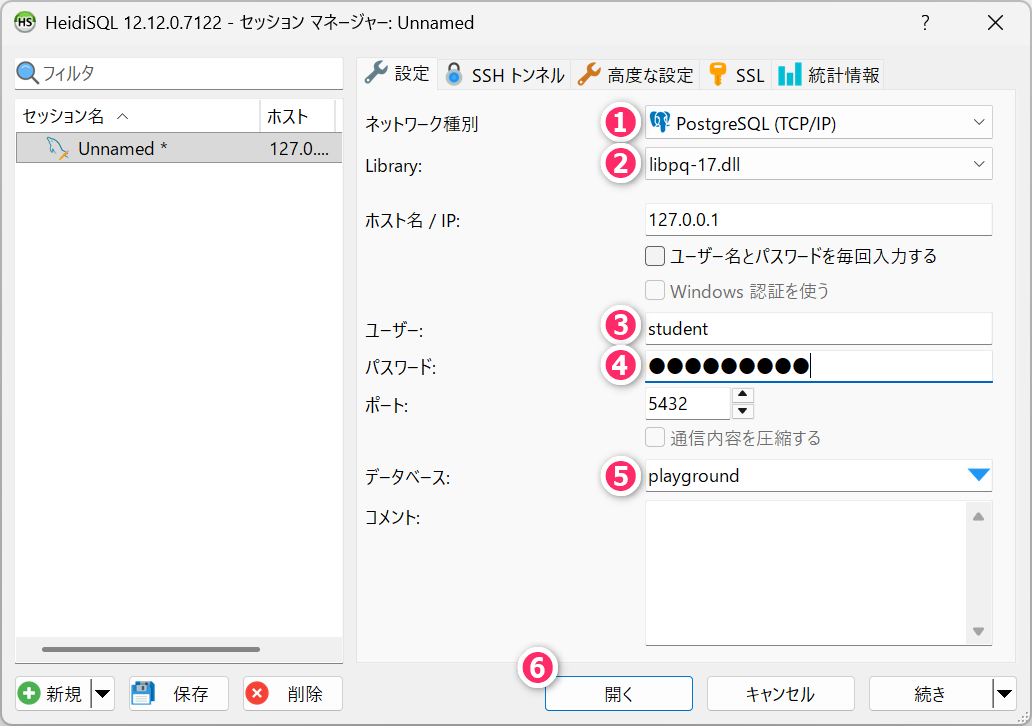 HS HeidiSQL 12.12.0.7122 - セッション マネージャー: Unnamed ?
フィルタ
セッション名 ホスト
Unnamed * 127.0....
設定 SSH トンネル 高度な設定 SSL 統計情報
ネットワーク種別 1 PostgreSQL (TCP/IP)
Library: 2 libpq-17.dll
ホスト名 / IP: 127.0.0.1
ユーザー名とパスワードを毎回入力する
Windows 認証を使う
ユーザー: 3 student
パスワード: 4 ●●●●●●●●●
ポート: 5432
通信内容を圧縮する
データベース: 5 playground
コメント:
6
新規 保存 削除 開く キャンセル 続き